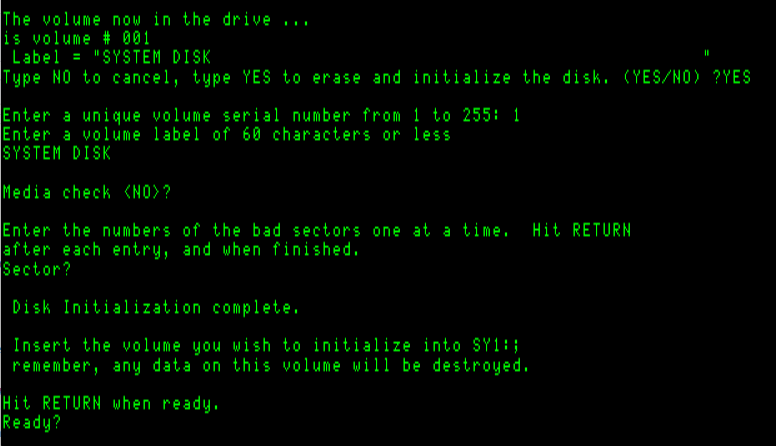 The volume now in the drive ...
is volume # 001
 Label = "SYSTEM DISK                                                 "
Type NO to cancel, type YES to erase and initialize the disk. (YES/NO) ?YES
Enter a unique volume serial number from 1 to 255: 1
Enter a volume label of 60 characters or less
SYSTEM DISK
Media check <NO>?
Enter the numbers of the bad sectors one at a time.  Hit RETURN
after each entry, and when finished.
Sector?
 Disk Initialization complete.
 Insert the volume you wish to initialize into SY1:;
 remember, any data on this volume will be destroyed.
Hit RETURN when ready.
Ready?